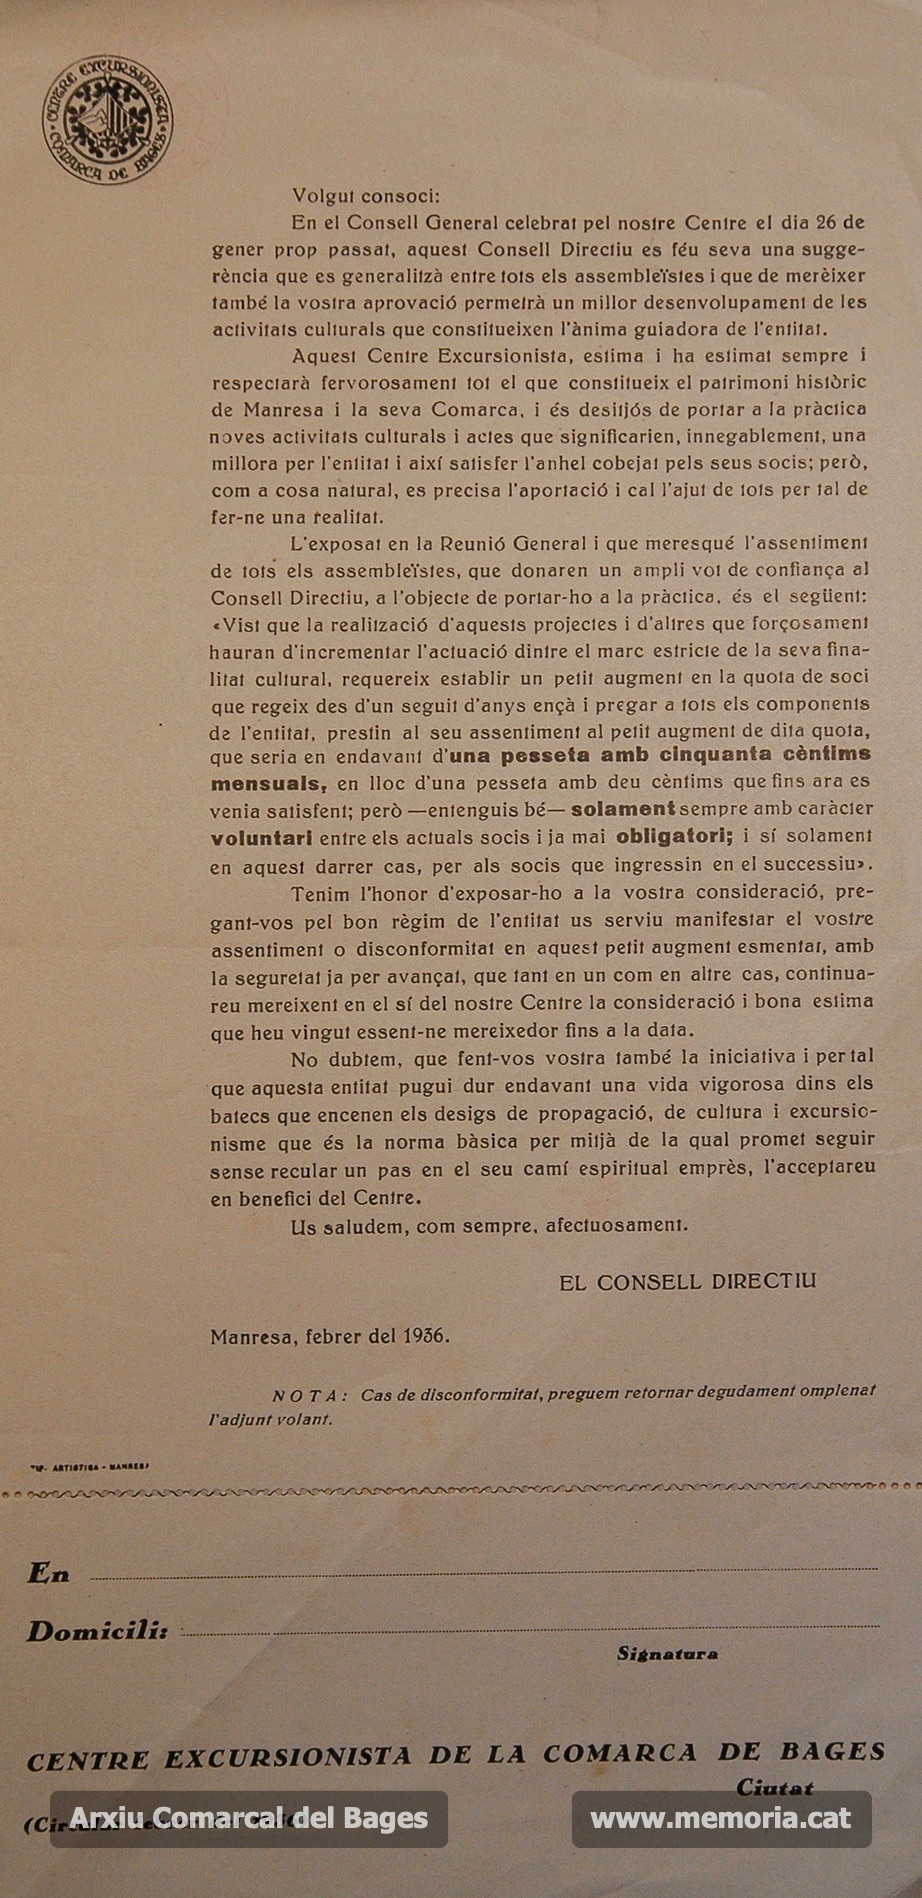 CENTRE EXCURSIONISTA
COMARCA DE BAGES
Volgut consoci:
En el Consell General celebrat pel nostre Centre el dia 26 de
gener prop passat, aquest Consell Directiu es féu seva una sugge-
rència que es generalitzà entre tots els assembleïstes i que de merèixer
també la vostra aprovació permetrà un millor desenvolupament de les
activitats culturals que constitueixen l'ànima guiadora de l'entitat.
Aquest Centre Excursionista, estima i ha estimat sempre i
respectarà fervorosament tot el que constitueix el patrimoni històric
de Manresa i la seva Comarca, i és desitjós de portar a la pràctica
noves activitats culturals i actes que significarien, innegablement, una
millora per l'entitat i així satisfer l'anhel cobejat pels seus socis; però,
com a cosa natural, es precisa l'aportació i cal l'ajut de tots per tal de
fer-ne una realitat.
L'exposat en la Reunió General i que meresqué l'assentiment
de tots els assembleïstes, que donaren un ampli vot de confiança al
Consell Directiu, a l'objecte de portar-ho a la pràctica, és el següent:
«Vist que la realització d'aquests projectes i d'altres que forçosament
hauran d'incrementar l'actuació dintre el marc estricte de la seva fina-
litat cultural, requereix establir un petit augment en la quota de soci
que regeix des d'un seguit d'anys ençà i pregar a tots els components
de l'entitat, prestin al seu assentiment al petit augment de dita quota,
que seria en endavant d'una pesseta amb cinquanta cèntims
mensuals, en lloc d'una pesseta amb deu cèntims que fins ara es
venia satisfent; però —entenguis bé— solament sempre amb caràcter
voluntari entre els actuals socis i ja mai obligatori; i sí solament
en aquest darrer cas, per als socis que ingressin en el successiu».
Tenim l'honor d'exposar-ho a la vostra consideració, pre-
gant-vos pel bon règim de l'entitat us serviu manifestar el vostre
assentiment o disconformitat en aquest petit augment esmentat, amb
la seguretat ja per avançat, que tant en un com en altre cas, continua-
reu mereixent en el sí del nostre Centre la consideració i bona estima
que heu vingut essent-ne mereixedor fins a la data.
No dubtem, que fent-vos vostra també la iniciativa i per tal
que aquesta entitat pugui dur endavant una vida vigorosa dins els
batecs que encenen els desigs de propagació, de cultura i excursio-
nisme que és la norma bàsica per mitjà de la qual promet seguir
sense recular un pas en el seu camí espiritual emprès, l'acceptareu
en benefici del Centre.
Us saludem, com sempre, afectuosament.
EL CONSELL DIRECTIU
Manresa, febrer del 1936.
NOTA: Cas de disconformitat, preguem retornar degudament omplenat
l'adjunt volant.
TIP. ARTISTICA - MANRESA
En
Domicili:
Signatura
CENTRE EXCURSIONISTA DE LA COMARCA DE BAGES
Ciutat
Arxiu Comarcal del Bages
www.memoria.cat